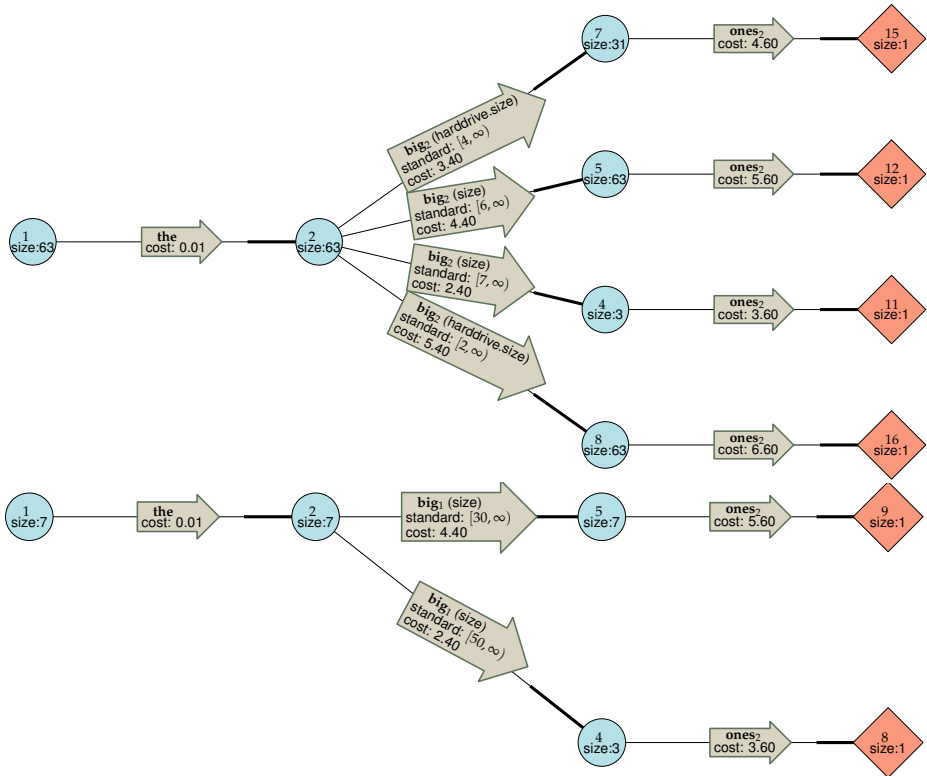 1
size:63
the
cost: 0.01
2
size:63
big₂ (harddrive.size)
standard: [4, ∞)
cost: 3.40
7
size:31
ones₂
cost: 4.60
15
size:1
big₂ (size)
standard: [6, ∞)
cost: 4.40
5
size:63
ones₂
cost: 5.60
12
size:1
big₂ (size)
standard: [7, ∞)
cost: 2.40
4
size:3
ones₂
cost: 3.60
11
size:1
big₂ (harddrive.size)
standard: [2, ∞)
cost: 5.40
8
size:63
ones₂
cost: 6.60
16
size:1
1
size:7
the
cost: 0.01
2
size:7
big₁ (size)
standard: [30, ∞)
cost: 4.40
5
size:7
ones₂
cost: 5.60
9
size:1
big₁ (size)
standard: [50, ∞)
cost: 2.40
4
size:3
ones₂
cost: 3.60
8
size:1